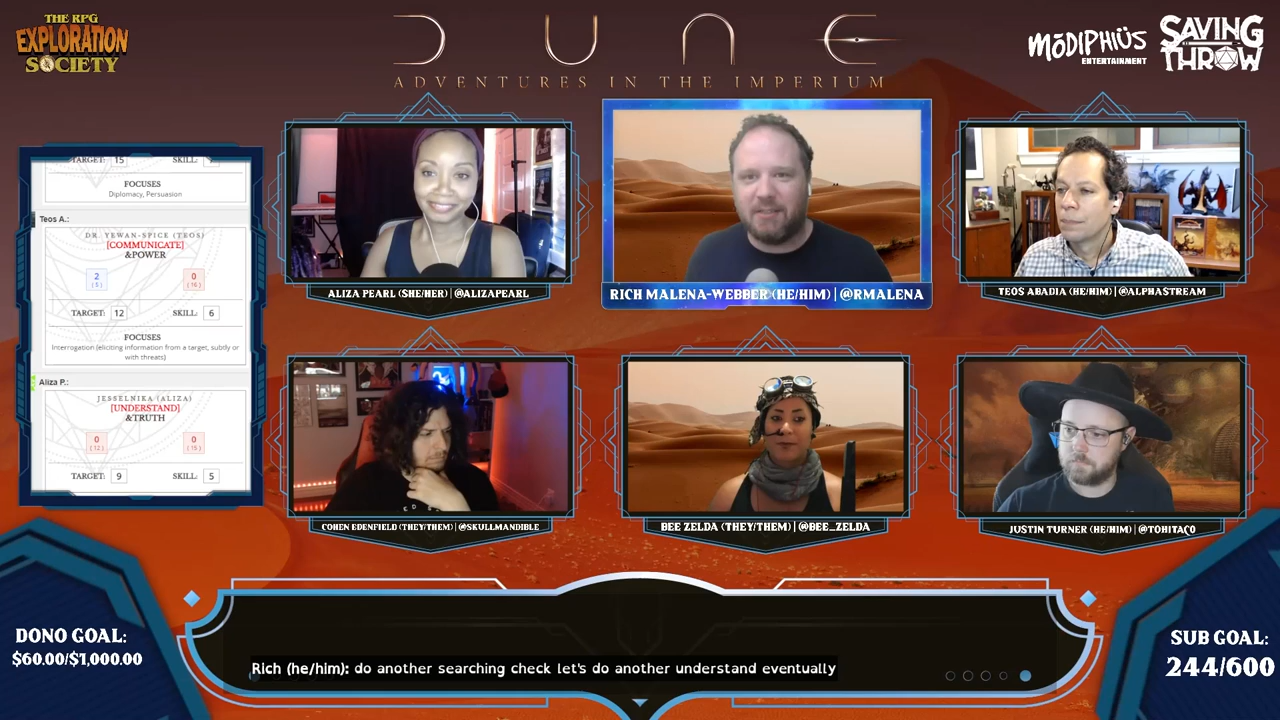 THE RPG
EXPLORATION
SOCIETY
DUNE
ADVENTURES IN THE IMPERIUM
MŌDIPHIÜS
ENTERTAINMENT
SAVING
THROW
TARGET: 15 SKILL:
FOCUSES
Diplomacy, Persuasion
Teos A.:
DR. YEWAN-SPICE (TEOS)
[COMMUNICATE]
&POWER
2 0
( 5 ) ( 16 )
TARGET: 12 SKILL: 6
FOCUSES
Interrogation (eliciting information from a target, subtly or
with threats)
Aliza P.:
JESSELNIKA (ALIZA)
[UNDERSTAND]
&TRUTH
0 0
( 12 ) ( 15 )
TARGET: 9 SKILL: 5
ALIZA PEARL (SHE/HER) | @ALIZAPEARL
RICH MALENA-WEBBER (HE/HIM) | @RMALENA
TEOS ABADIA (HE/HIM) | @ALPHASTREAM
COHEN EDENFIELD (THEY/THEM) | @SKULLMANDIBLE
BEE ZELDA (THEY/THEM) | @BEE_ZELDA
JUSTIN TURNER (HE/HIM) | @TOHITACO
DONO GOAL:
$60.00/$1,000.00
Rich (he/him): do another searching check let's do another understand eventually
SUB GOAL:
244/600